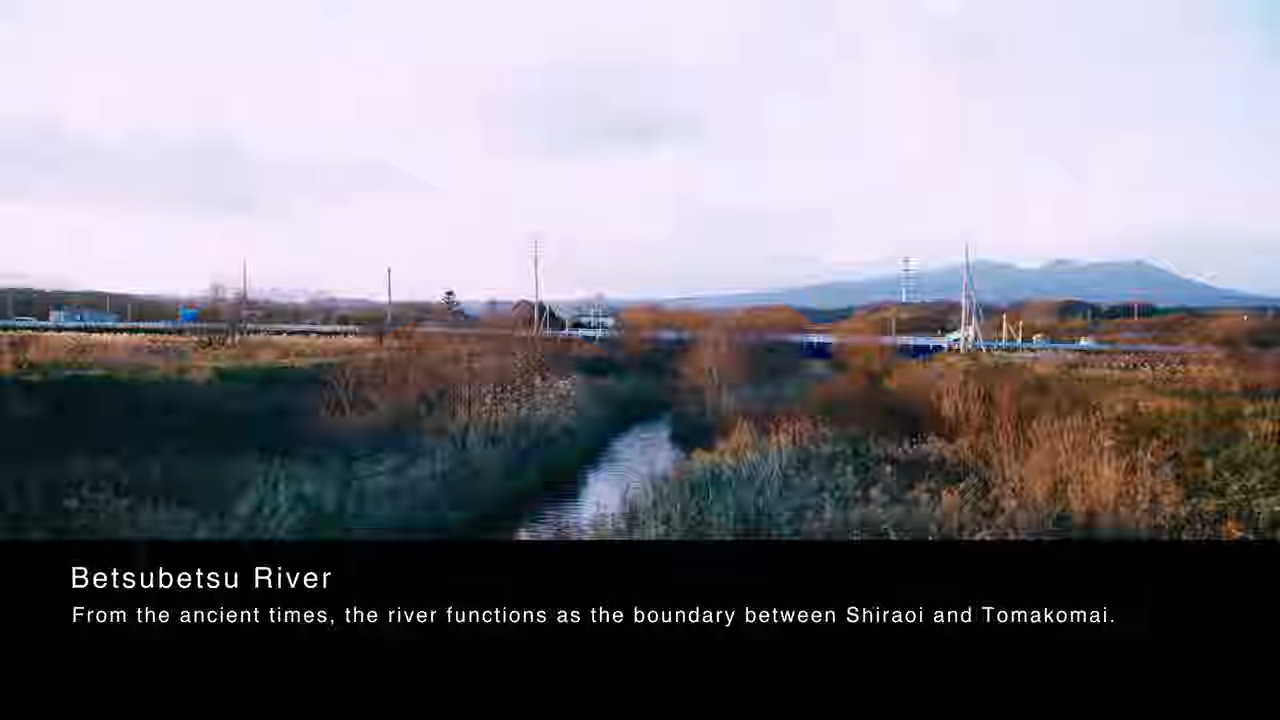 Betsubetsu River
From the ancient times, the river functions as the boundary between Shiraoi and Tomakomai.